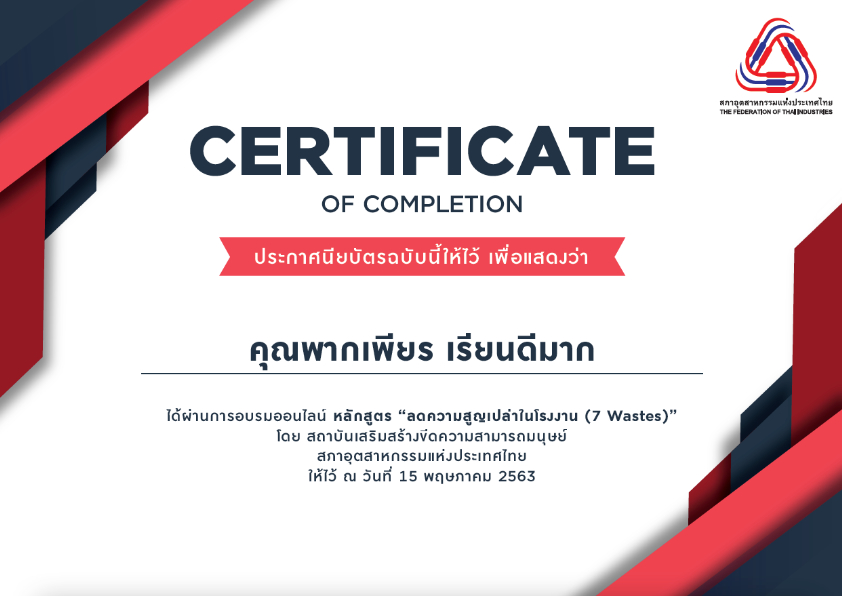 สภาอุตสาหกรรมแห่งประเทศไทย
THE FEDERATION OF THAI INDUSTRIES
CERTIFICATE
OF COMPLETION
ประกาศนียบัตรฉบับนี้ให้ไว้ เพื่อแสดงว่า
คุณพากเพียร เรียนดีมาก
ได้ผ่านการอบรมออนไลน์ หลักสูตร “ลดความสูญเปล่าในโรงงาน (7 Wastes)”
โดย สถาบันเสริมสร้างขีดความสามารถมนุษย์
สภาอุตสาหกรรมแห่งประเทศไทย
ให้ไว้ ณ วันที่ 15 พฤษภาคม 2563